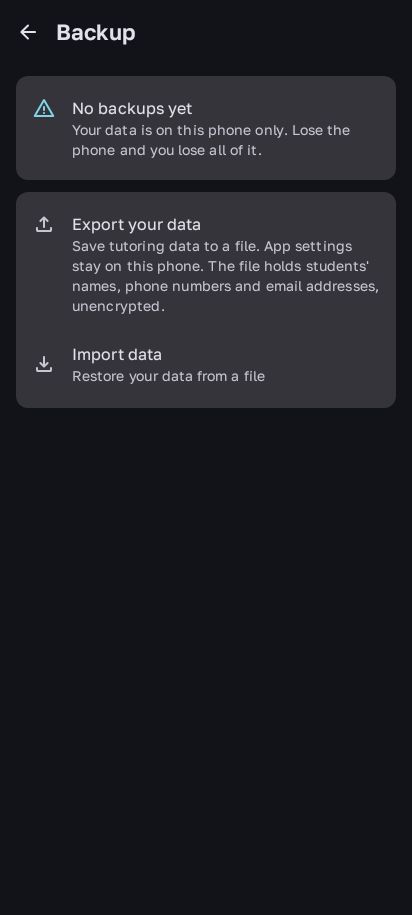 Backup
No backups yet
Your data is on this phone only. Lose the
phone and you lose all of it.
Export your data
Save tutoring data to a file. App settings
stay on this phone. The file holds students'
names, phone numbers and email addresses,
unencrypted.
Import data
Restore your data from a file